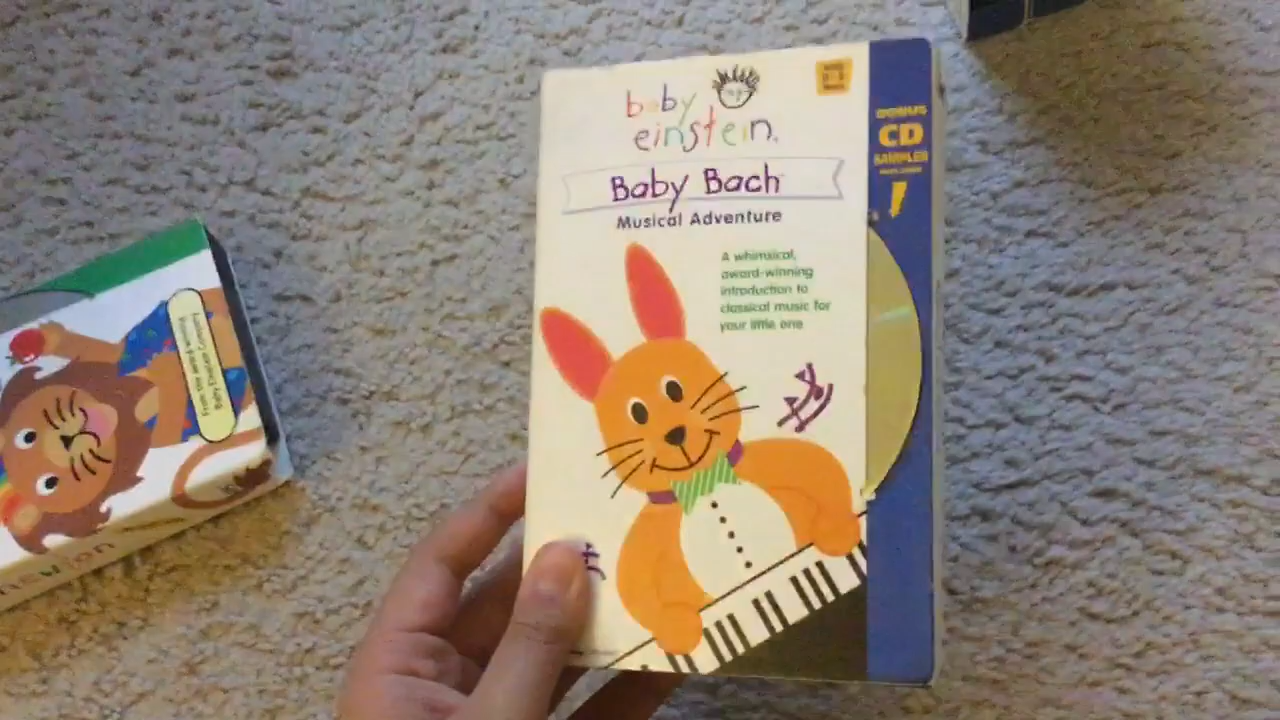 baby
einstein.
Baby Bach
Musical Adventure
A whimsical,
award-winning
introduction to
classical music for
your little one
BONUS
CD
SAMPLER
!